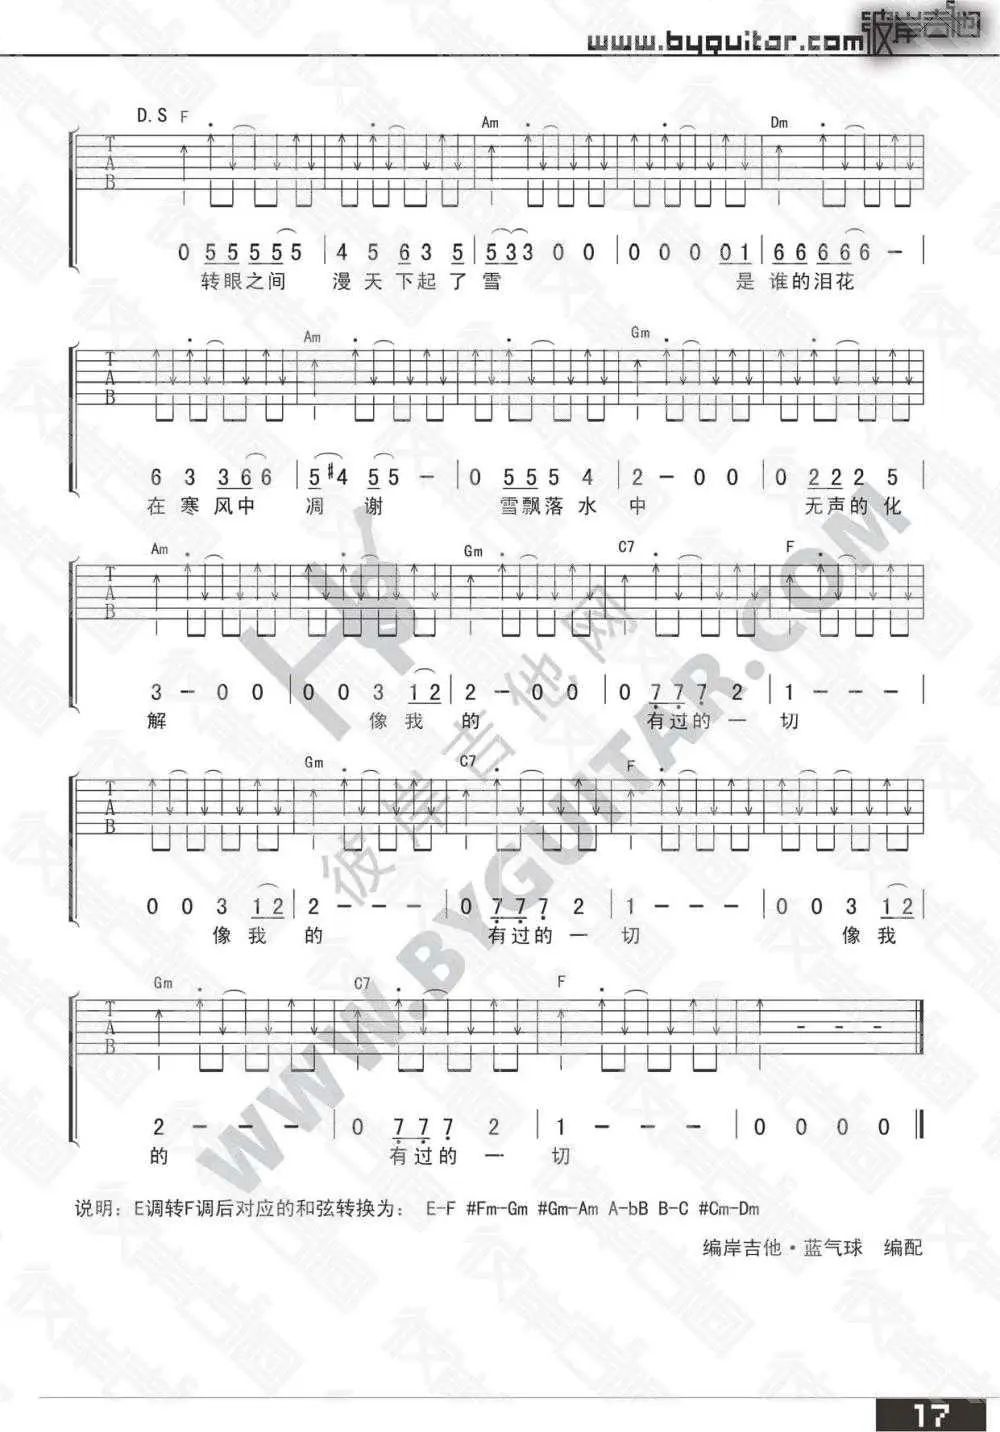 www.byguitar.com 彼岸吉他
D.S F Am Dm
T
A
B
0 5 5 5 5 5 5 | 4 5 6 3 5 | 5 3 3 0 0 | 0 0 0 0 1 | 6 6 6 6 6 6 -
转眼之间 漫天下起了雪 是谁的泪花
Am Gm
T
A
B
6 3 3 6 6 | 5 #4 5 5 - | 0 5 5 5 4 | 2 - 0 0 | 0 2 2 2 5
在寒风中 凋谢 雪飘落水中 无声的化
Am Gm C7 F
T
A
B
3 - 0 0 | 0 0 3 1 2 | 2 - 0 0 | 0 7 7 7 2 | 1 - - -
解 像我的 有过的一切
Gm C7 F
T
A
B
0 0 3 1 2 | 2 - - - | 0 7 7 7 2 | 1 - - - | 0 0 3 1 2
像我的 有过的一切 像我
Gm C7 F
T
A
B
2 - - - | 0 7 7 7 2 | 1 - - - | 0 0 0 0
的 有过的一切
说明：E调转F调后对应的和弦转换为： E-F #Fm-Gm #Gm-Am A-bB B-C #Cm-Dm
编岸吉他·蓝气球 编配
彼岸吉他网
WWW.BYGUITAR.COM
17